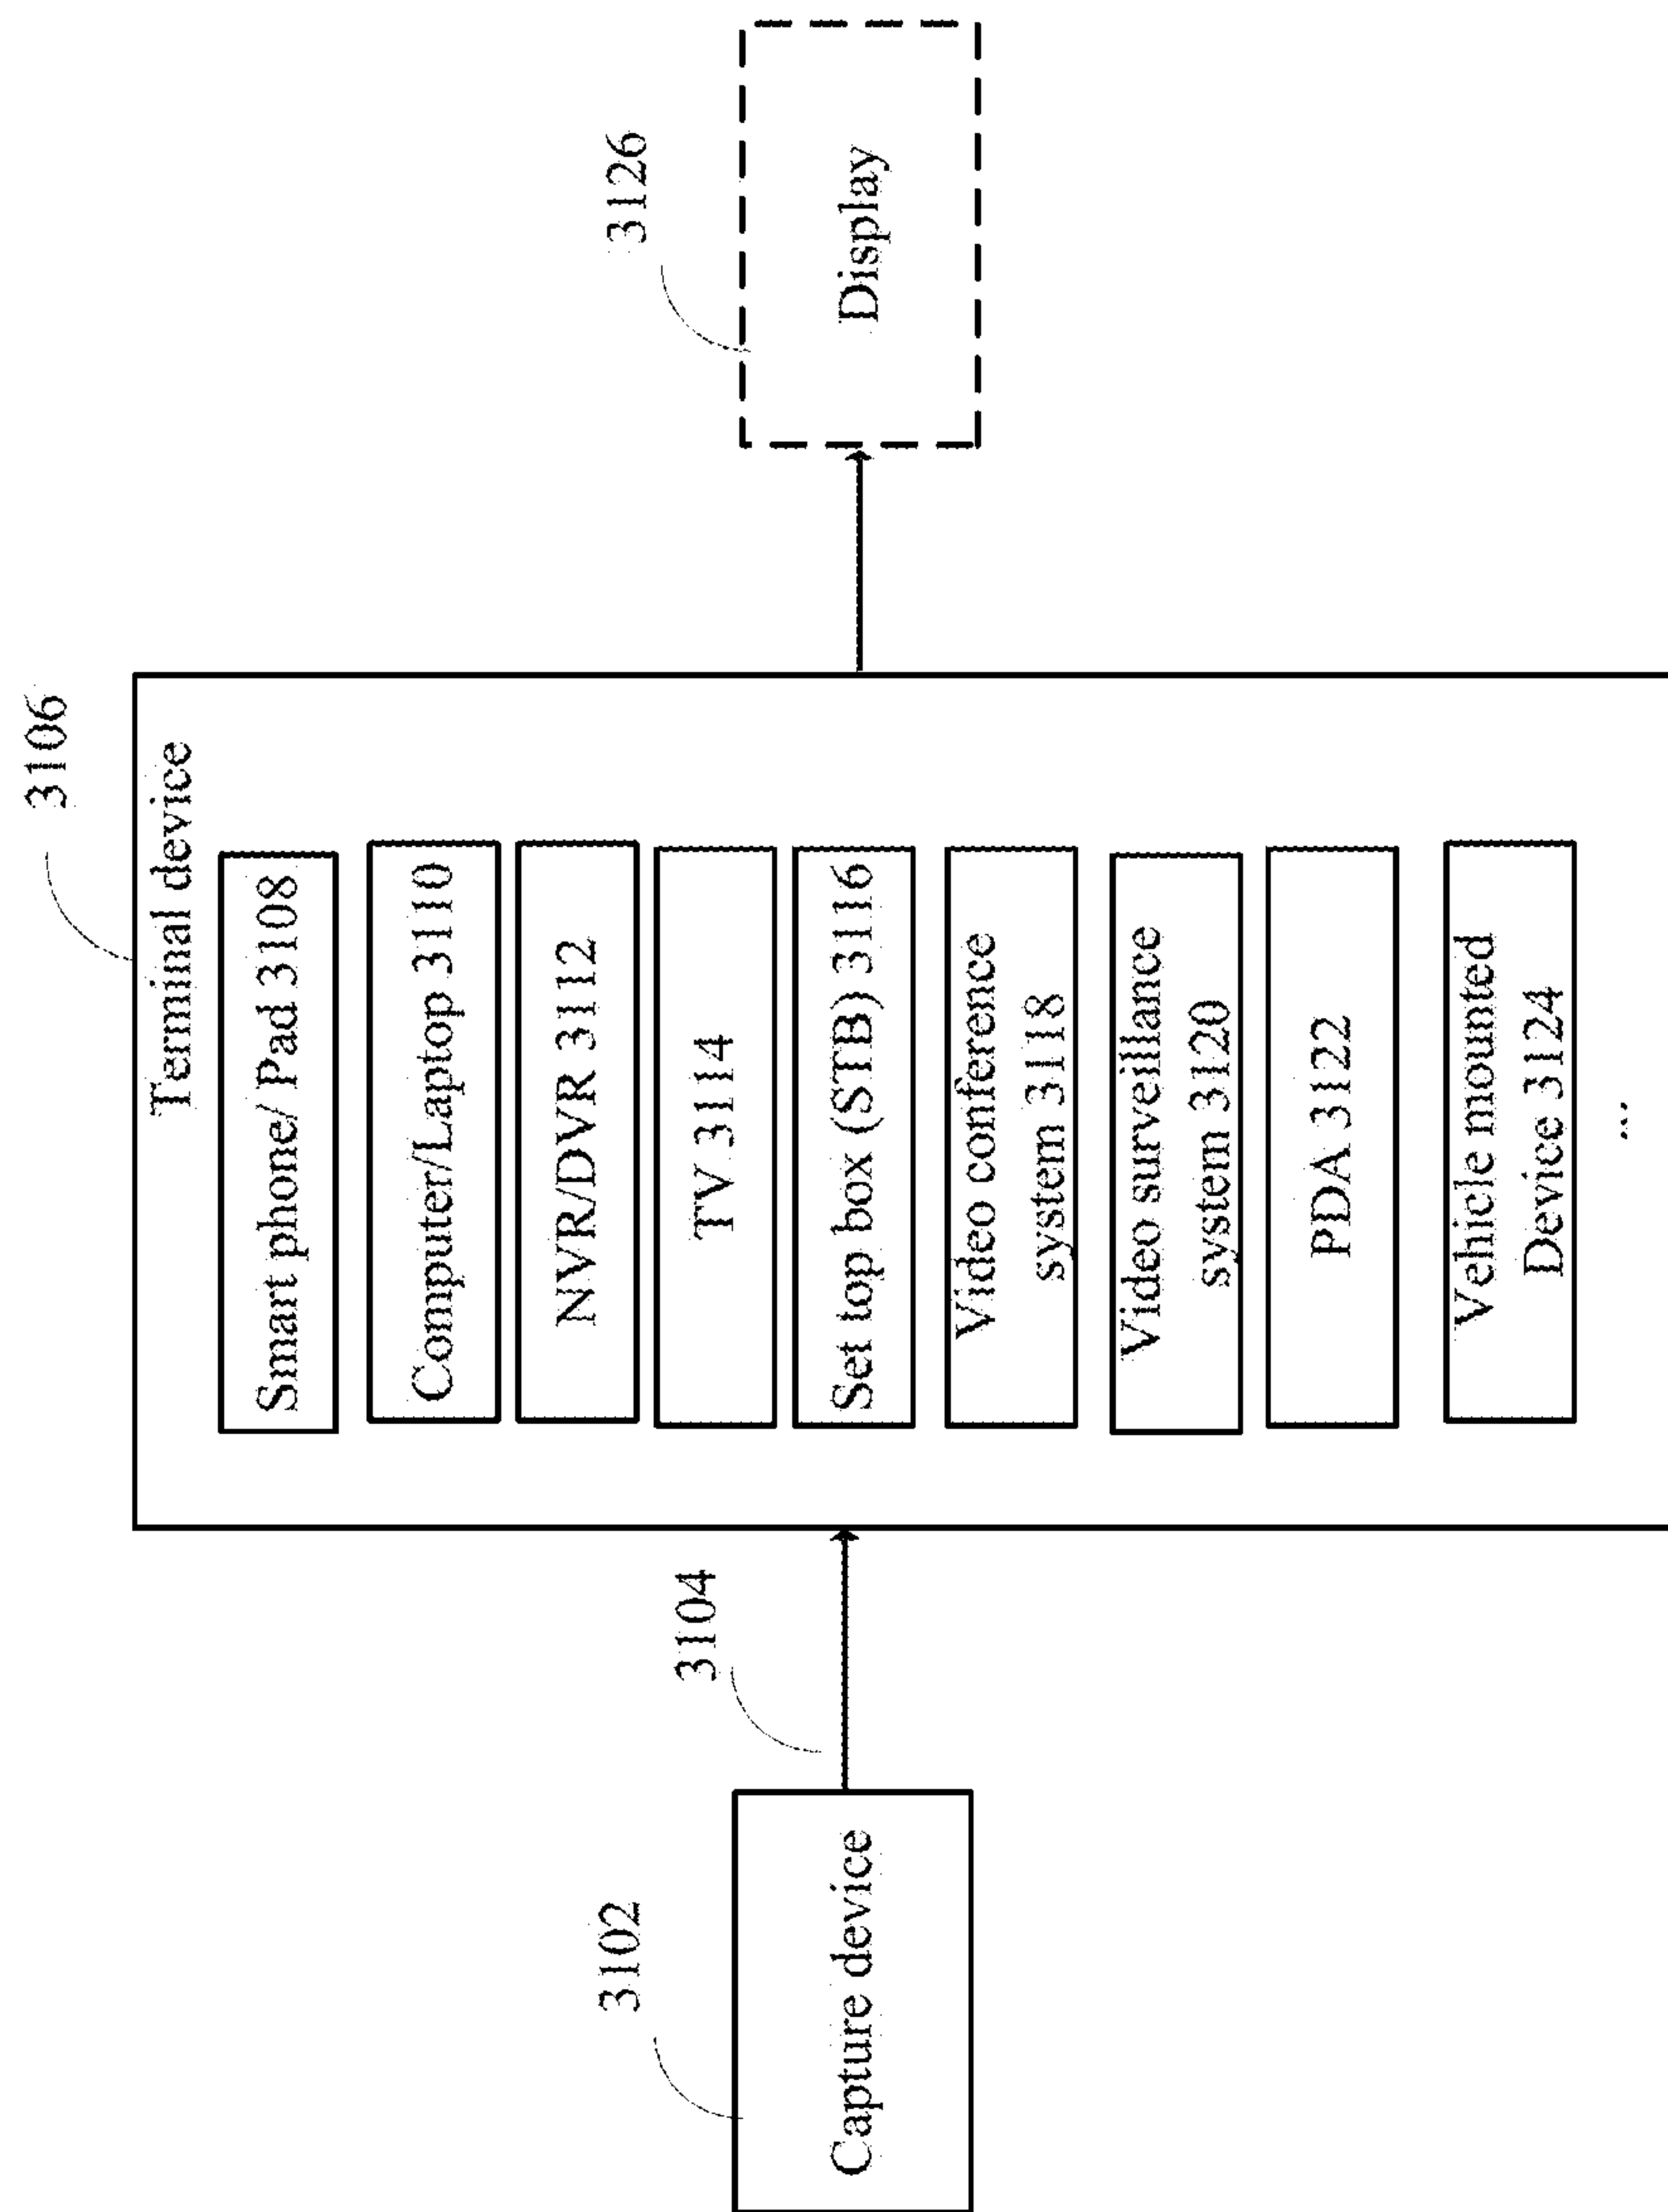 3106
Terminal device
Smart phone/ Pad 3108
Computer/Laptop 3110
NVR/DVR 3112
TV 3114
Set top box (STB) 3116
Video conference
system 3118
Video surveillance
system 3120
PDA 3122
Vehicle mounted
Device 3124
...
3102
Capture device
3104
3126
Display